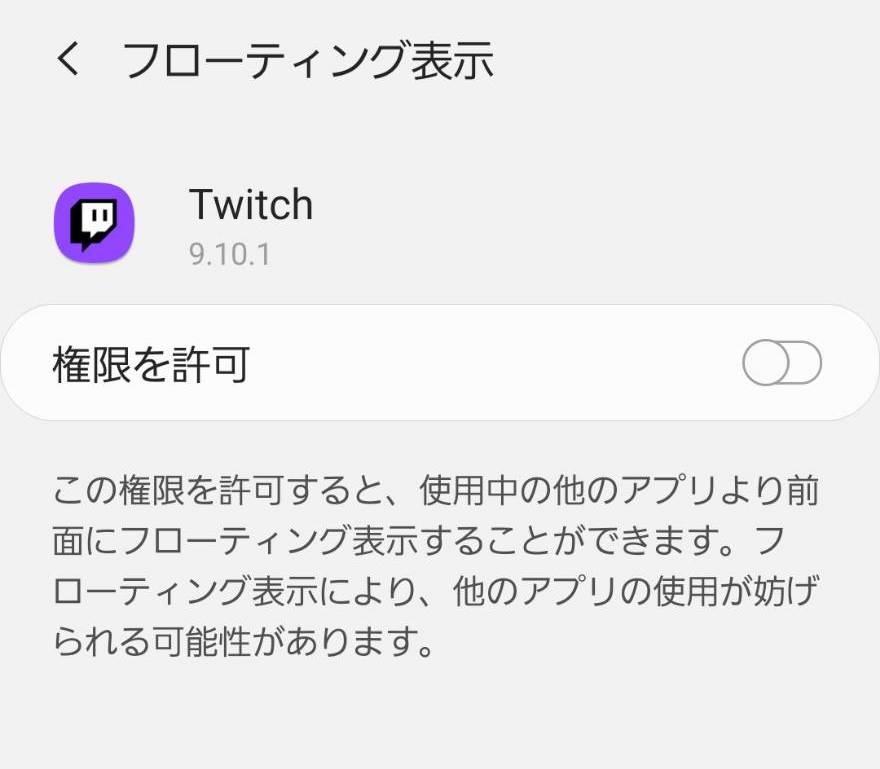 フローティング表示
Twitch
9.10.1
権限を許可
この権限を許可すると、使用中の他のアプリより前
面にフローティング表示することができます。フ
ローティング表示により、他のアプリの使用が妨げ
られる可能性があります。